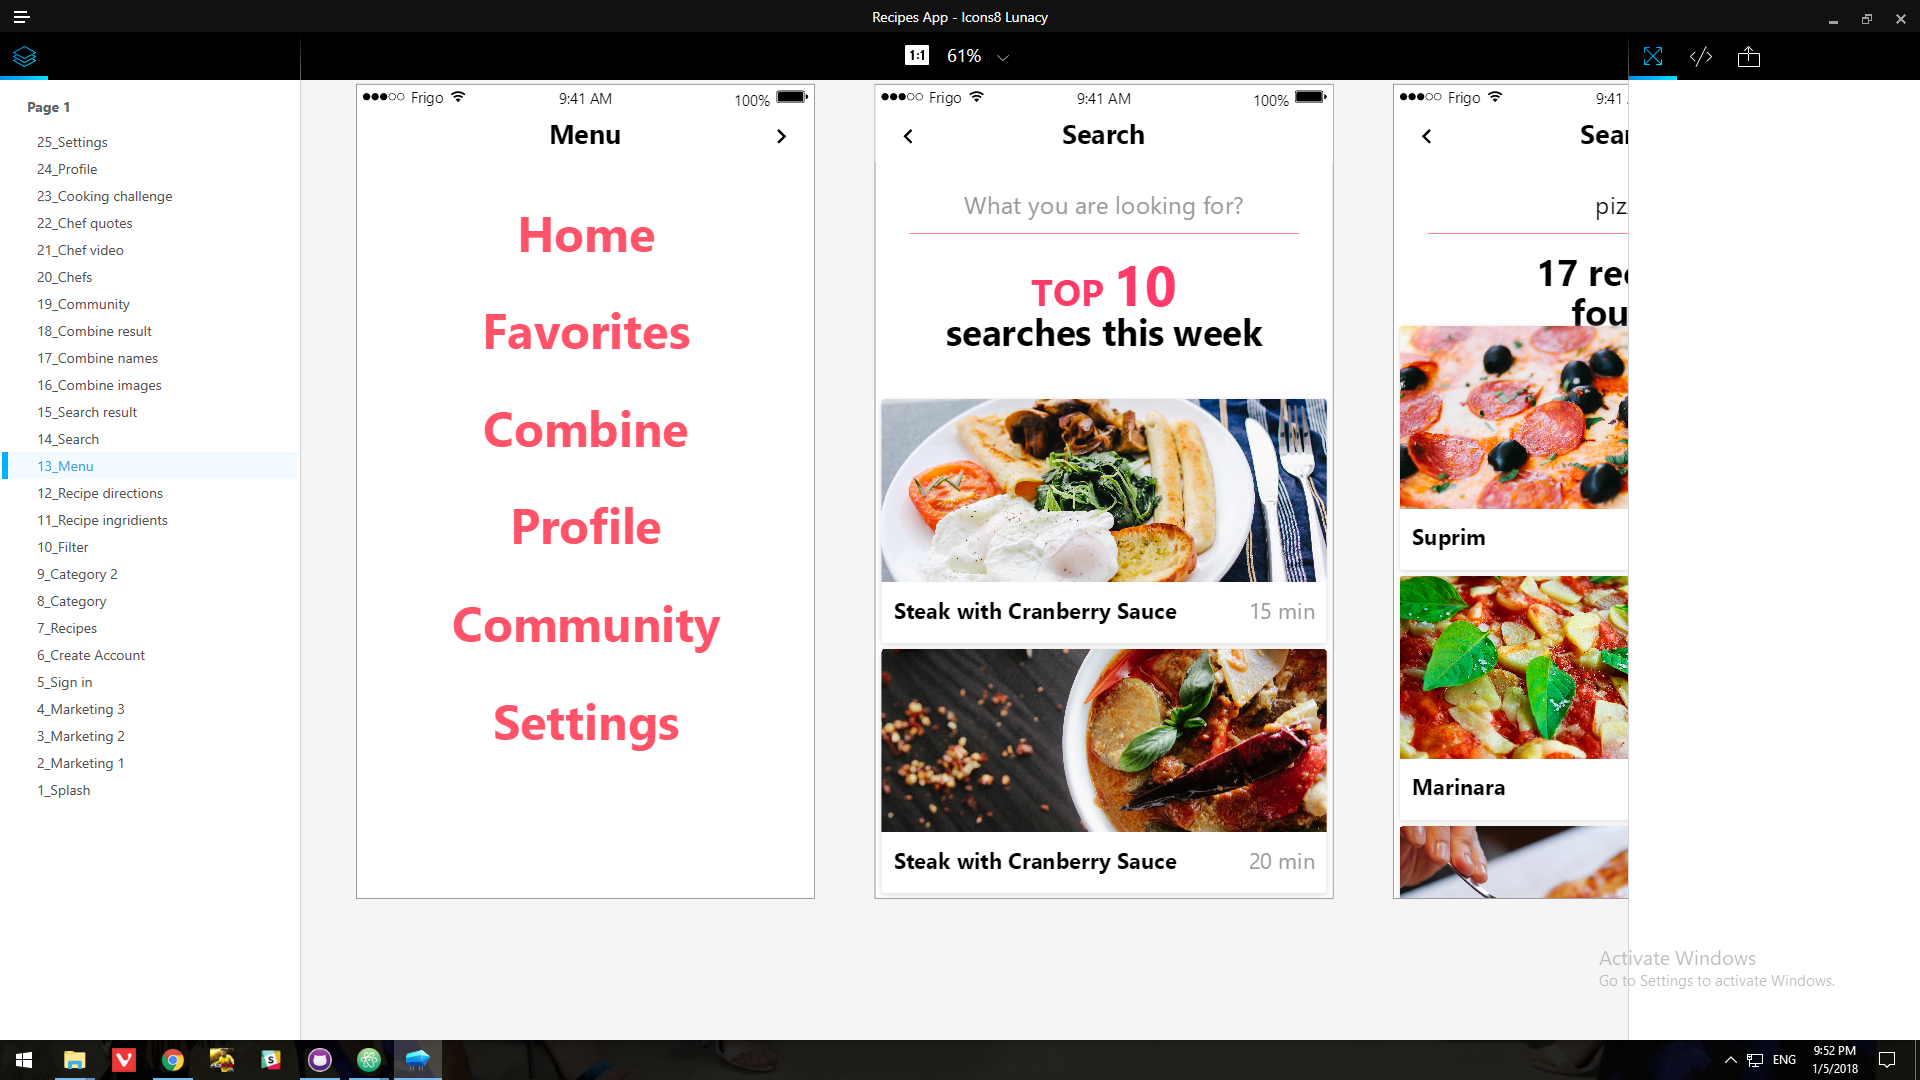 Recipes App - Icons8 Lunacy
1:1 61%
Page 1
25_Settings
24_Profile
23_Cooking challenge
22_Chef quotes
21_Chef video
20_Chefs
19_Community
18_Combine result
17_Combine names
16_Combine images
15_Search result
14_Search
13_Menu
12_Recipe directions
11_Recipe ingridients
10_Filter
9_Category 2
8_Category
7_Recipes
6_Create Account
5_Sign in
4_Marketing 3
3_Marketing 2
2_Marketing 1
1_Splash
Frigo 9:41 AM 100%
Menu
Home
Favorites
Combine
Profile
Community
Settings
Frigo 9:41 AM 100%
Search
What you are looking for?
TOP 10
searches this week
Steak with Cranberry Sauce 15 min
Steak with Cranberry Sauce 20 min
Frigo 9:41
Sear
piz
17 rec
fou
Suprim
Marinara
Activate Windows
Go to Settings to activate Windows.
ENG
9:52 PM
1/5/2018